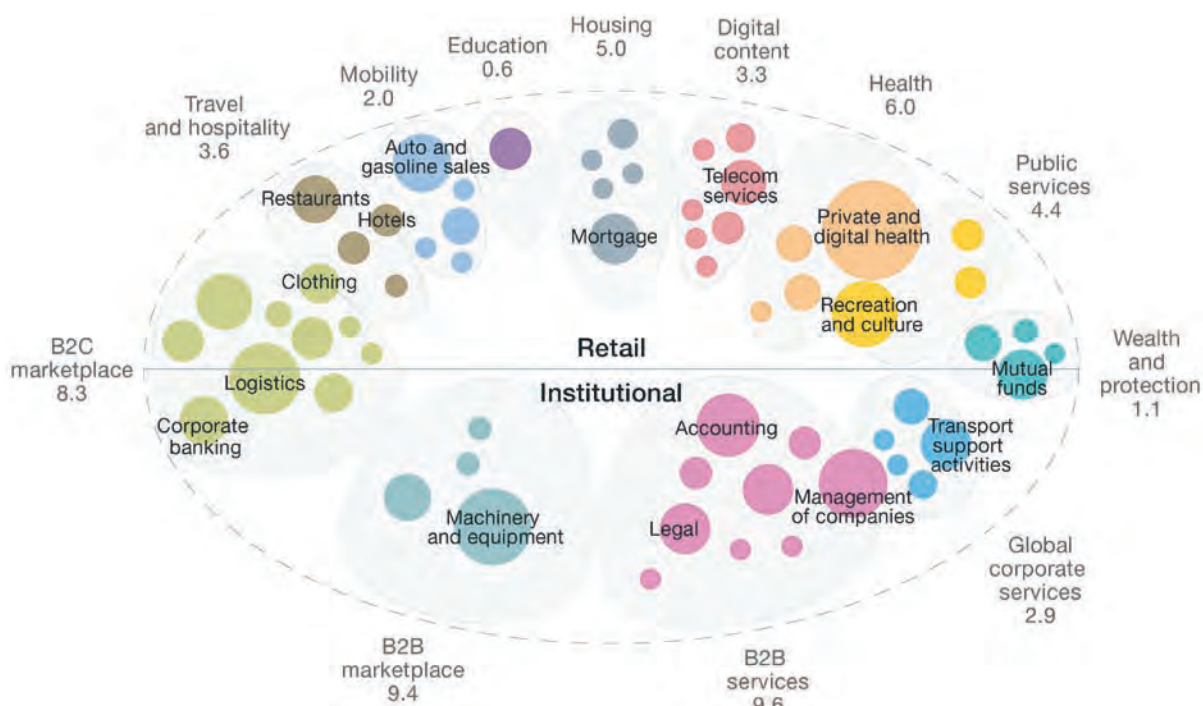 Housing
5.0
Digital
content
3.3
Education
0.6
Health
6.0
Mobility
2.0
Travel
and hospitality
3.6
Public
services
4.4
Auto and
gasoline sales
Telecom
services
Restaurants
Hotels
Mortgage
Private and
digital health
Clothing
Recreation
and culture
B2C
marketplace
8.3
Retail
Wealth
and
protection
1.1
Logistics
Mutual
funds
Institutional
Corporate
banking
Accounting
Transport
support
activities
Machinery
and equipment
Legal
Management
of companies
Global
corporate
services
2.9
B2B
marketplace
9.4
B2B
services
9.6